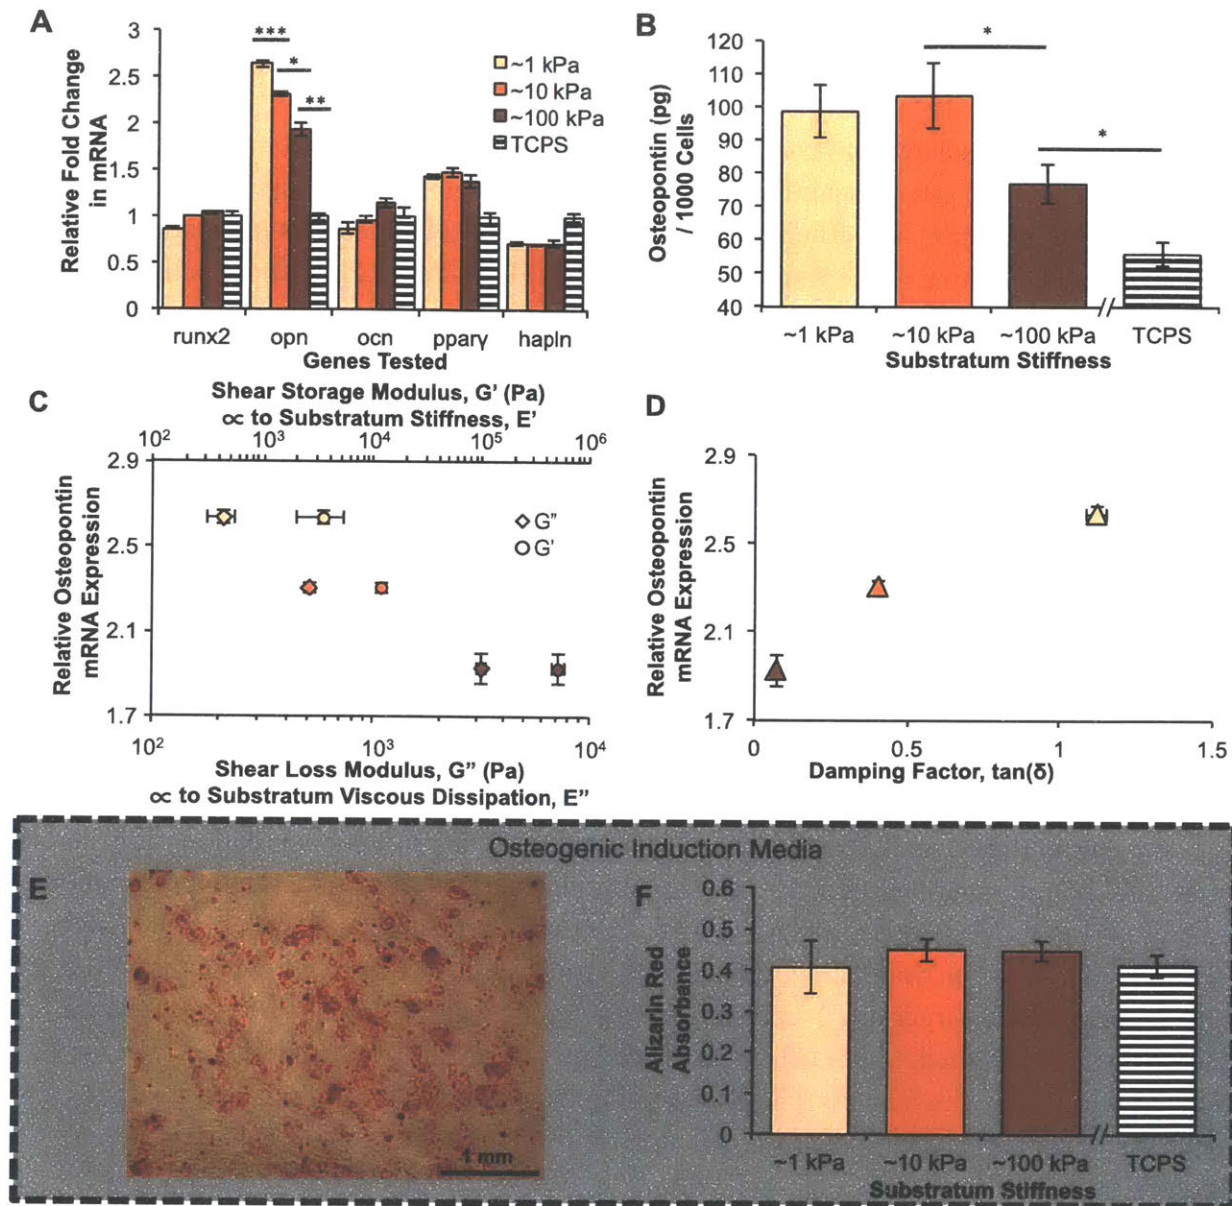 A
Relative Fold Change
in mRNA
3
2.5
2
1.5
1
0.5
0
***
*
**
~1 kPa
~10 kPa
~100 kPa
TCPS
runx2 opn ocn pparγ hapln
Genes Tested
B
Osteopontin (pg)
/ 1000 Cells
120
110
100
90
80
70
60
50
40
*
*
~1 kPa ~10 kPa ~100 kPa TCPS
Substratum Stiffness
C
Shear Storage Modulus, G' (Pa)
∝ to Substratum Stiffness, E'
10² 10³ 10⁴ 10⁵ 10⁶
Relative Osteopontin
mRNA Expression
2.9
2.5
2.1
1.7
G"
G'
10² 10³ 10⁴
Shear Loss Modulus, G" (Pa)
∝ to Substratum Viscous Dissipation, E"
D
Relative Osteopontin
mRNA Expression
2.9
2.5
2.1
1.7
0 0.5 1 1.5
Damping Factor, tan(δ)
Osteogenic Induction Media
E
1 mm
F
Alizarin Red
Absorbance
0.6
0.5
0.4
0.3
0.2
0.1
0
~1 kPa ~10 kPa ~100 kPa TCPS
Substratum Stiffness